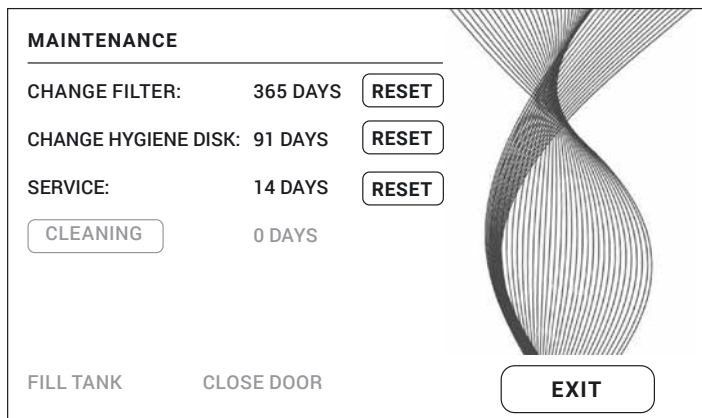 MAINTENANCE
CHANGE FILTER: 365 DAYS RESET
CHANGE HYGIENE DISK: 91 DAYS RESET
SERVICE: 14 DAYS RESET
CLEANING 0 DAYS
FILL TANK CLOSE DOOR EXIT